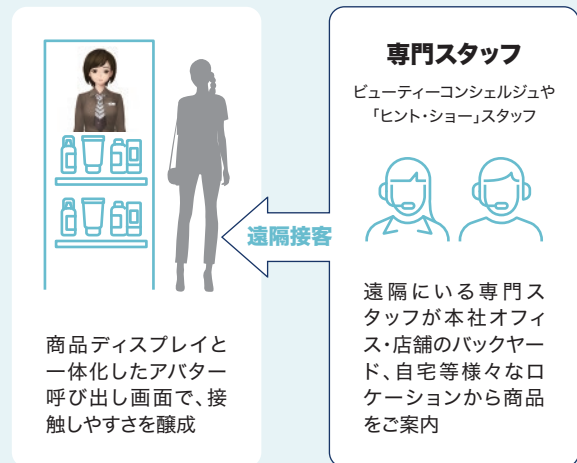 商品ディスプレイと
一体化したアバター
呼び出し画面で、接
触しやすさを醸成
遠隔接客
専門スタッフ
ビューティーコンシェルジュや
「ヒント・ショー」スタッフ
遠隔にいる専門ス
タッフが本社オフィ
ス・店舗のバックヤー
ド、自宅等様々なロ
ケーションから商品
をご案内